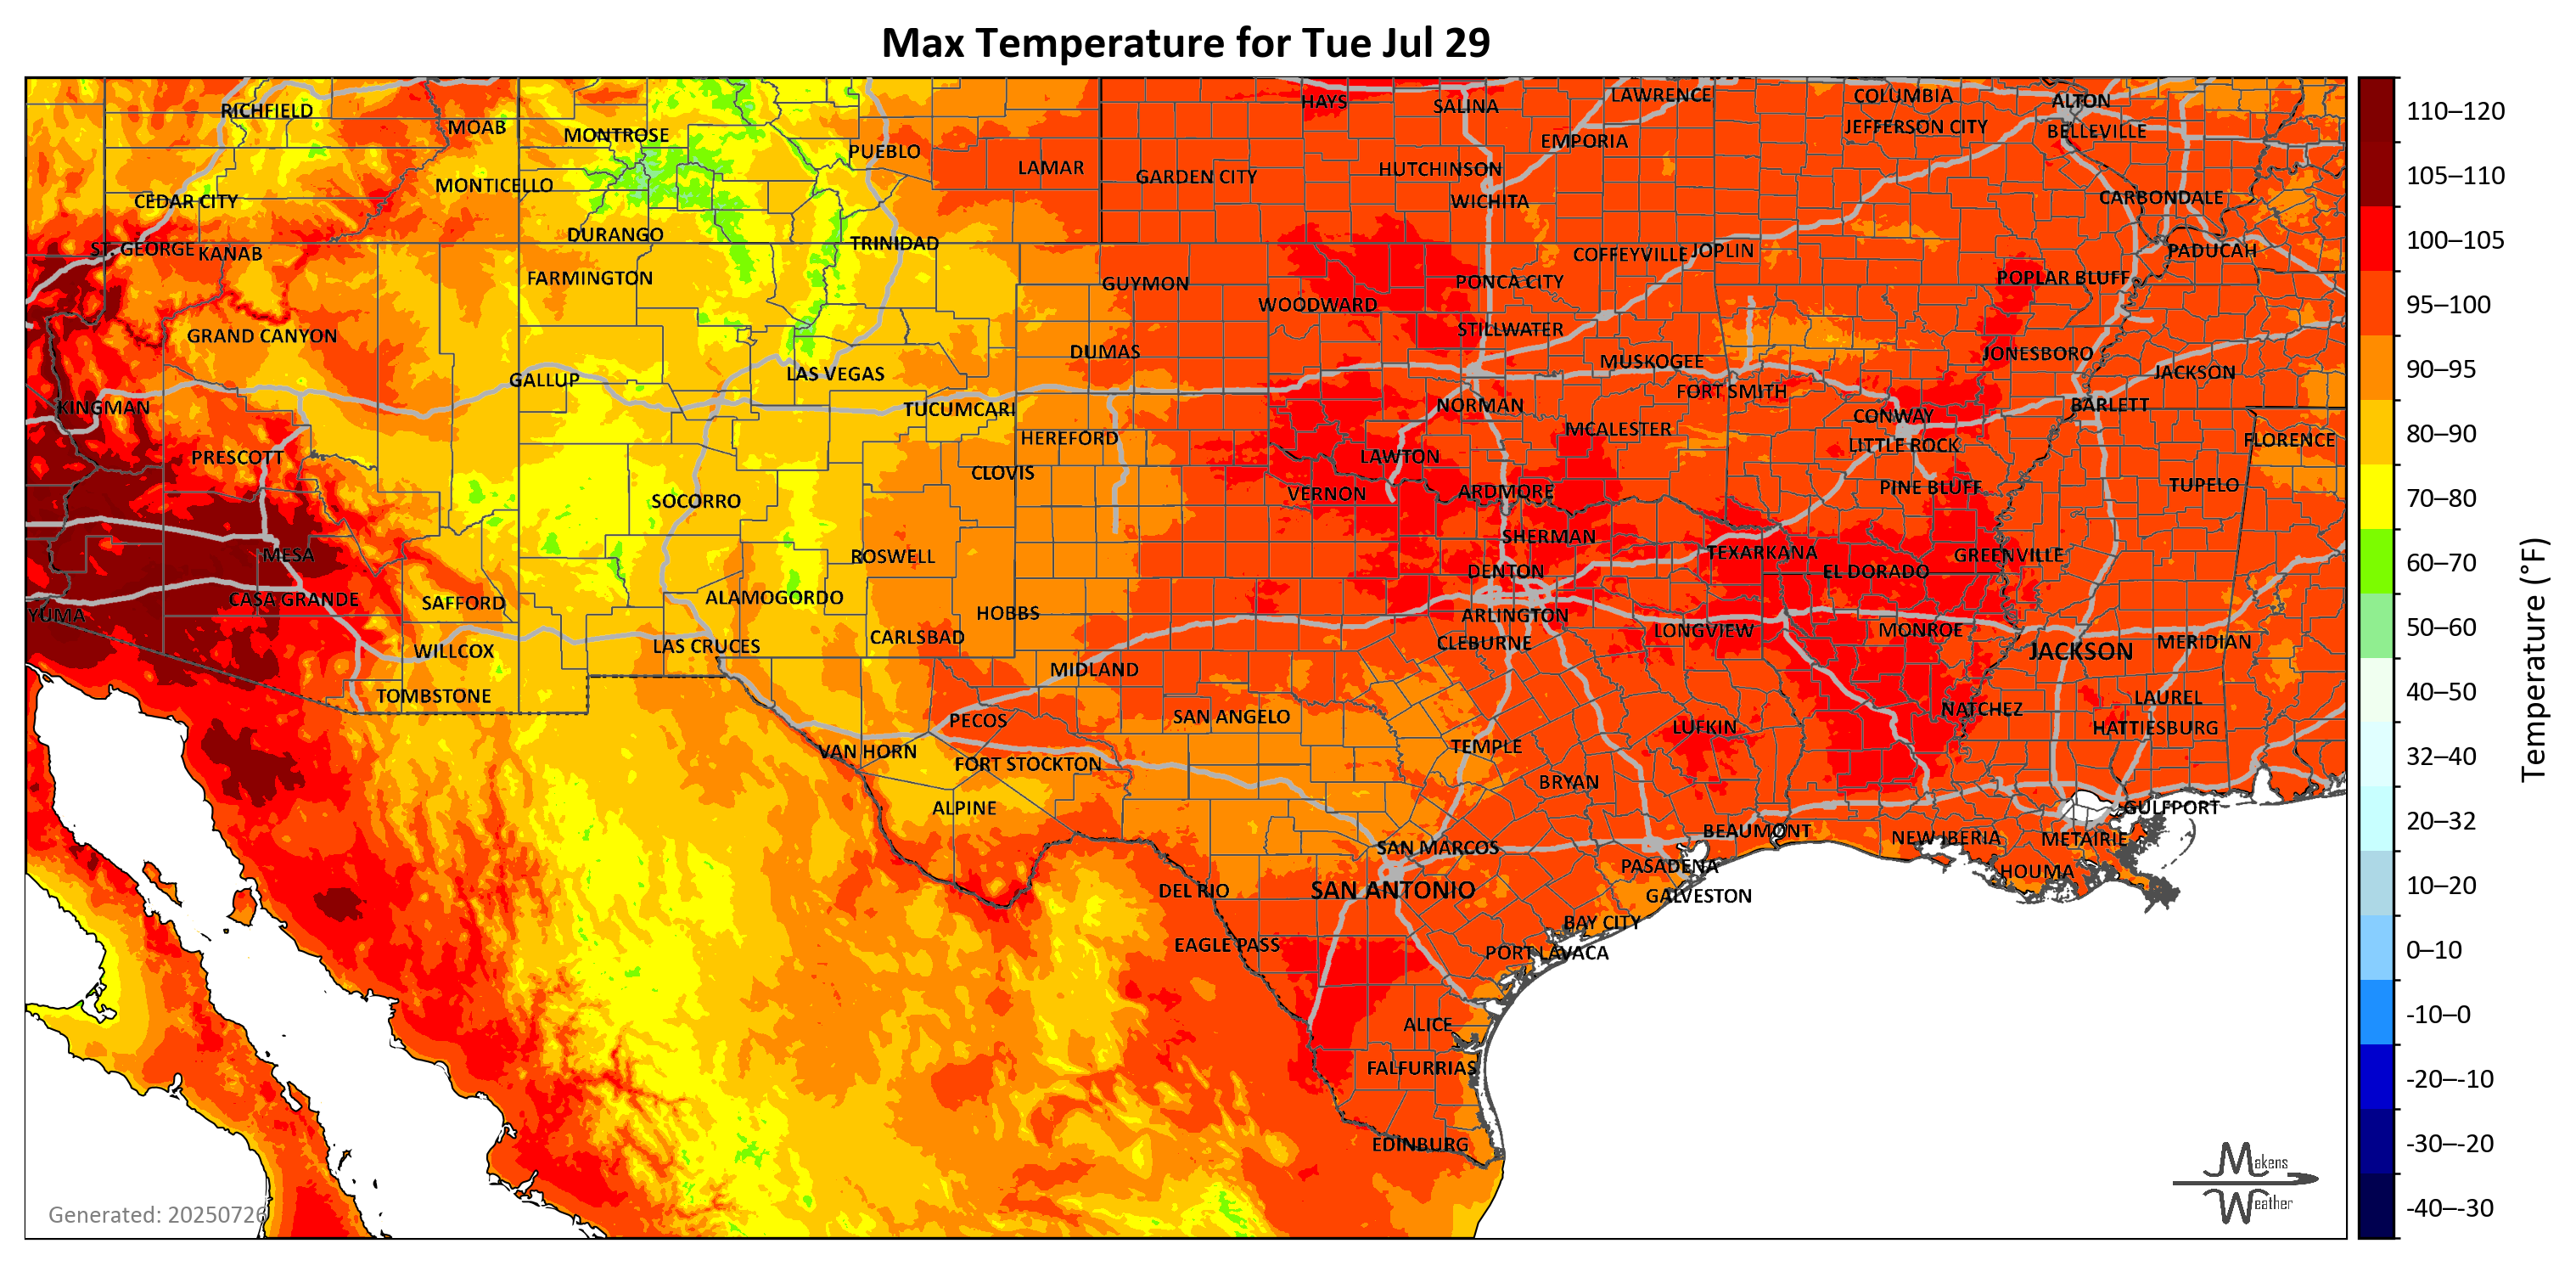 Max Temperature for Tue Jul 29
RICHFIELD
MOAB
MONTROSE
PUEBLO
LAMAR
HAYS
SALINA
LAWRENCE
COLUMBIA
ALTON
EMPORIA
JEFFERSON CITY
BELLEVILLE
MONTICELLO
GARDEN CITY
HUTCHINSON
WICHITA
CEDAR CITY
CARBONDALE
DURANGO
TRINIDAD
ST. GEORGE
KANAB
COFFEYVILLE
JOPLIN
PADUCAH
FARMINGTON
GUYMON
PONCA CITY
POPLAR BLUFF
WOODWARD
GRAND CANYON
STILLWATER
DUMAS
MUSKOGEE
JONESBORO
GALLUP
LAS VEGAS
FORT SMITH
JACKSON
KINGMAN
TUCUMCARI
NORMAN
CONWAY
BARLETT
HEREFORD
MCALESTER
LITTLE ROCK
FLORENCE
PRESCOTT
CLOVIS
LAWTON
SOCORRO
VERNON
ARDMORE
PINE BLUFF
TUPELO
MESA
ROSWELL
SHERMAN
TEXARKANA
GREENVILLE
DENTON
EL DORADO
CASA GRANDE
SAFFORD
ALAMOGORDO
HOBBS
YUMA
ARLINGTON
WILLCOX
LAS CRUCES
CARLSBAD
CLEBURNE
LONGVIEW
MONROE
JACKSON
MERIDIAN
MIDLAND
TOMBSTONE
PECOS
SAN ANGELO
LUFKIN
NATCHEZ
LAUREL
HATTIESBURG
VAN HORN
FORT STOCKTON
TEMPLE
BRYAN
ALPINE
GULFPORT
SAN MARCOS
BEAUMONT
NEW IBERIA
METAIRIE
DEL RIO
SAN ANTONIO
PASADENA
HOUMA
GALVESTON
EAGLE PASS
BAY CITY
PORT LAVACA
ALICE
FALFURRIAS
EDINBURG
Generated: 20250726
Makens
Weather
110–120
105–110
100–105
95–100
90–95
80–90
70–80
60–70
50–60
40–50
32–40
20–32
10–20
0–10
-10–0
-20–-10
-30–-20
-40–-30
Temperature (°F)